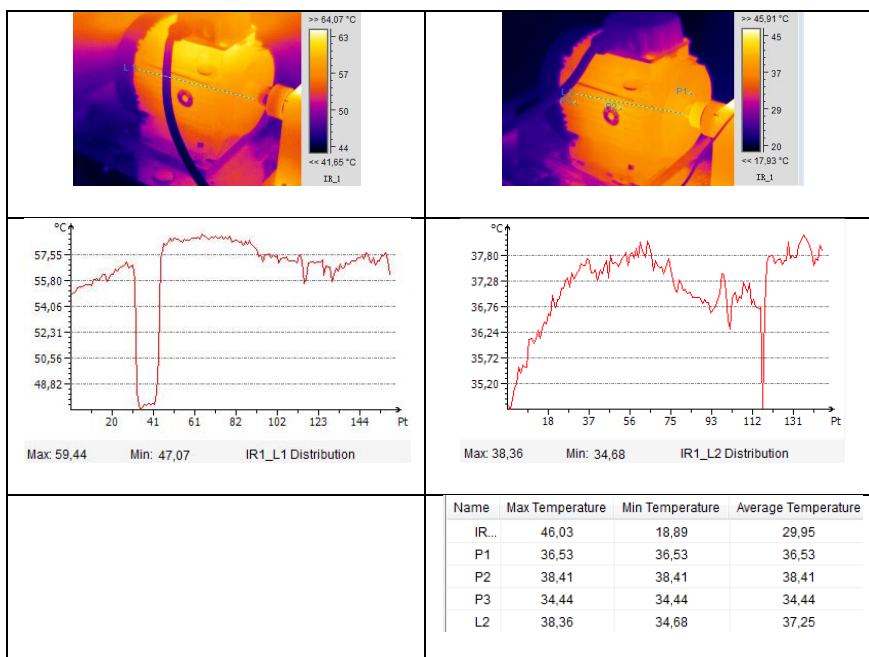 >> 64,07 °C
63
57
50
44
<< 41,65 °C
IR_1
L1
>> 45,91 °C
45
37
29
20
<< 17,93 °C
IR_1
P1
°C
57,55
55,80
54,06
52,31
50,56
48,82
20 41 61 82 102 123 144 Pt
Max: 59,44 Min: 47,07 IR1_L1 Distribution
°C
37,80
37,28
36,76
36,24
35,72
35,20
18 37 56 75 93 112 131 Pt
Max: 38,36 Min: 34,68 IR1_L2 Distribution
Name Max Temperature Min Temperature Average Temperature
IR... 46,03 18,89 29,95
P1 36,53 36,53 36,53
P2 38,41 38,41 38,41
P3 34,44 34,44 34,44
L2 38,36 34,68 37,25